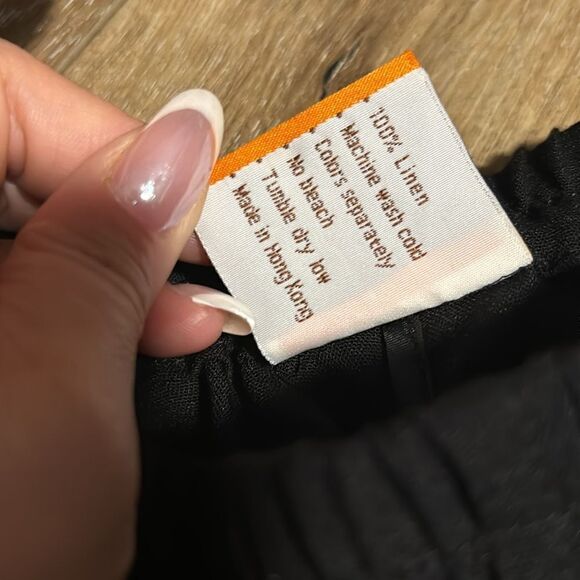 100% Linen
Machine wash cold
Colors separately
No bleach
Tumble dry low
Made in Hong Kong